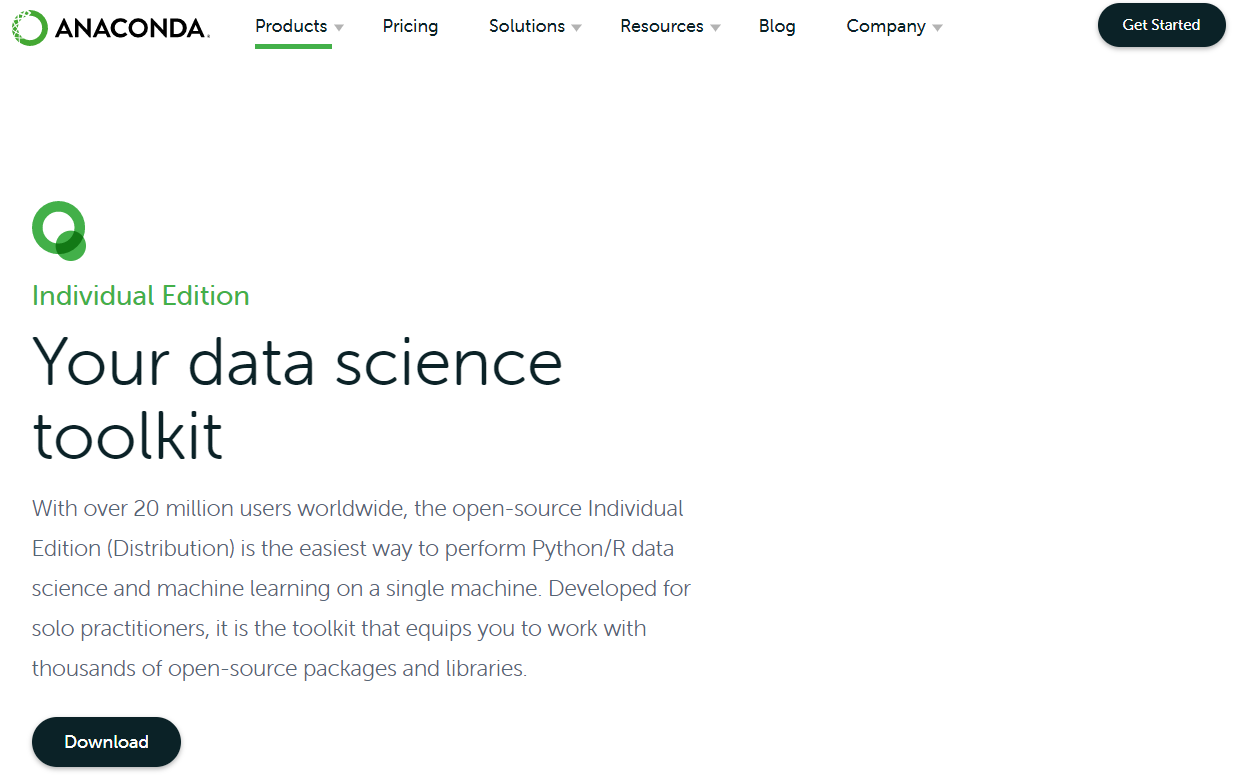 ANACONDA.
Products Pricing Solutions Resources Blog Company Get Started
Individual Edition
Your data science
toolkit
With over 20 million users worldwide, the open-source Individual
Edition (Distribution) is the easiest way to perform Python/R data
science and machine learning on a single machine. Developed for
solo practitioners, it is the toolkit that equips you to work with
thousands of open-source packages and libraries.
Download